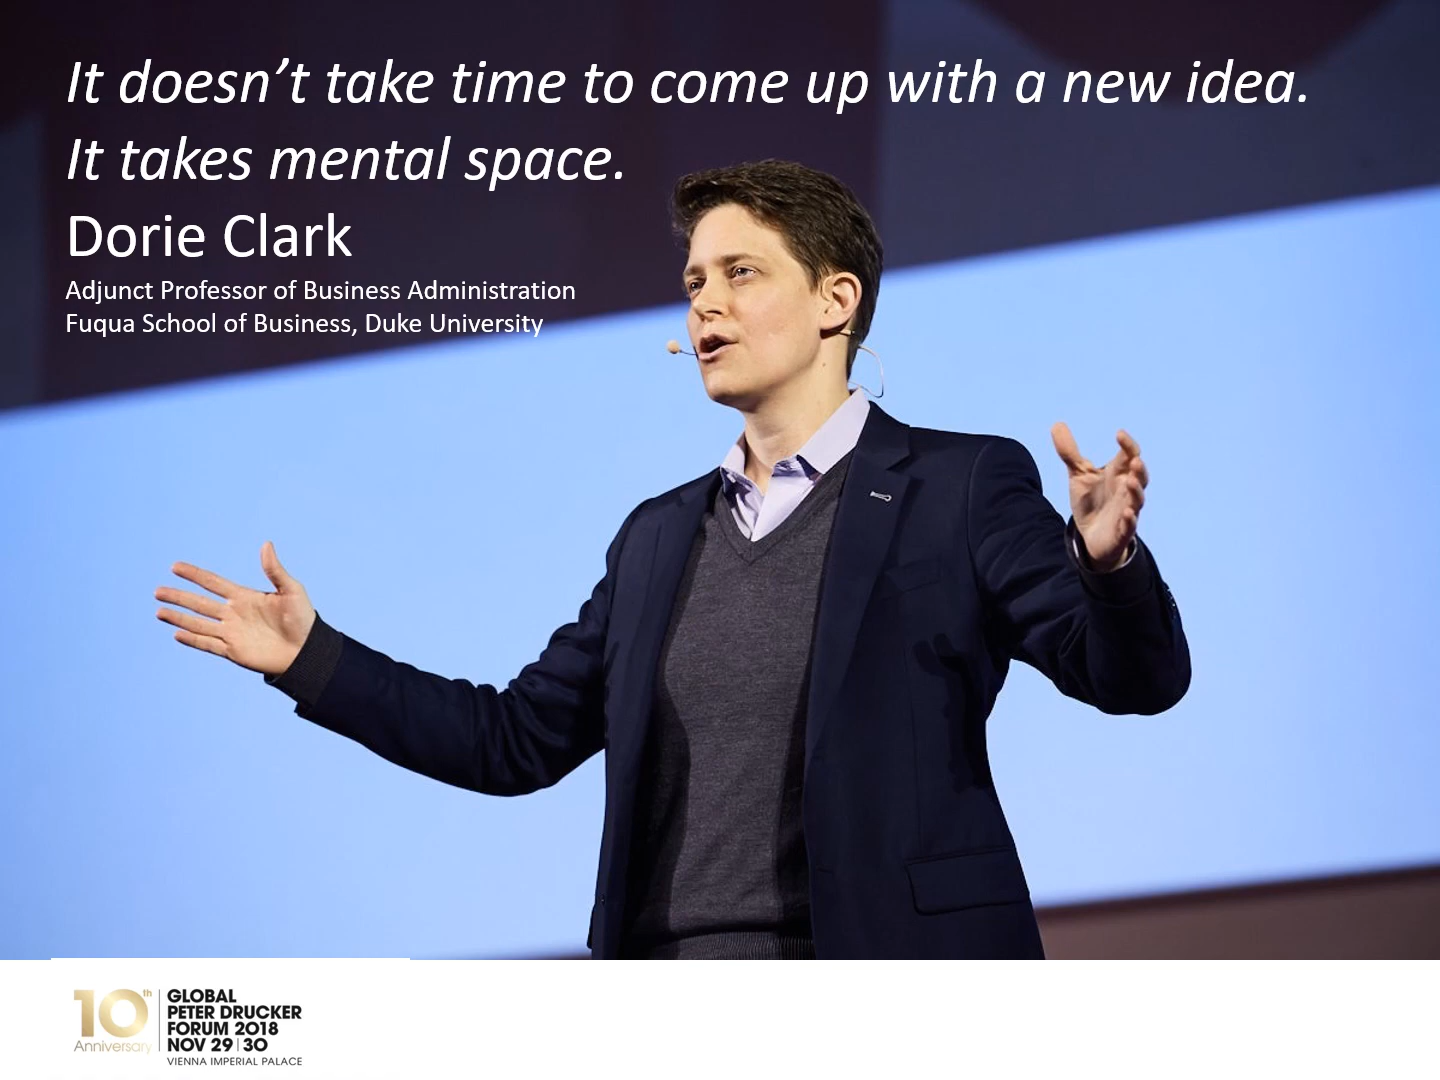 It doesn’t take time to come up with a new idea.
It takes mental space.
Dorie Clark
Adjunct Professor of Business Administration
Fuqua School of Business, Duke University
10th
Anniversary
GLOBAL
PETER DRUCKER
FORUM 2018
NOV 29 | 30
VIENNA IMPERIAL PALACE